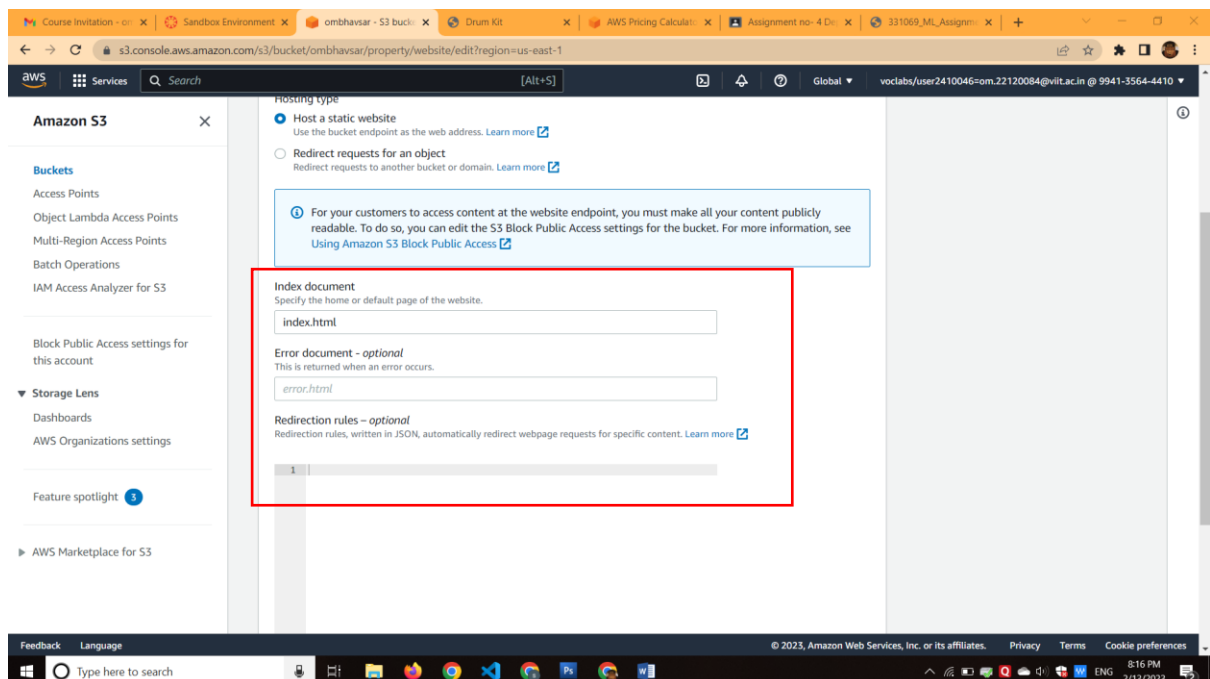 Course Invitation - on
Sandbox Environment
ombhavsar - S3 bucke
Drum Kit
AWS Pricing Calculato
Assignment no- 4 De
331069_ML_Assignme
s3.console.aws.amazon.com/s3/bucket/ombhavsar/property/website/edit?region=us-east-1
aws
Services
Search
[Alt+S]
Global
voclabs/user2410046=om.22120084@viit.ac.in @ 9941-3564-4410
Amazon S3
Buckets
Access Points
Object Lambda Access Points
Multi-Region Access Points
Batch Operations
IAM Access Analyzer for S3
Block Public Access settings for
this account
Storage Lens
Dashboards
AWS Organizations settings
Feature spotlight 3
AWS Marketplace for S3
Hosting type
Host a static website
Use the bucket endpoint as the web address. Learn more
Redirect requests for an object
Redirect requests to another bucket or domain. Learn more
For your customers to access content at the website endpoint, you must make all your content publicly
readable. To do so, you can edit the S3 Block Public Access settings for the bucket. For more information, see
Using Amazon S3 Block Public Access
Index document
Specify the home or default page of the website.
index.html
Error document - optional
This is returned when an error occurs.
error.html
Redirection rules – optional
Redirection rules, written in JSON, automatically redirect webpage requests for specific content. Learn more
1
Feedback
Language
© 2023, Amazon Web Services, Inc. or its affiliates.
Privacy
Terms
Cookie preferences
Type here to search
ENG
8:16 PM
2/13/2023